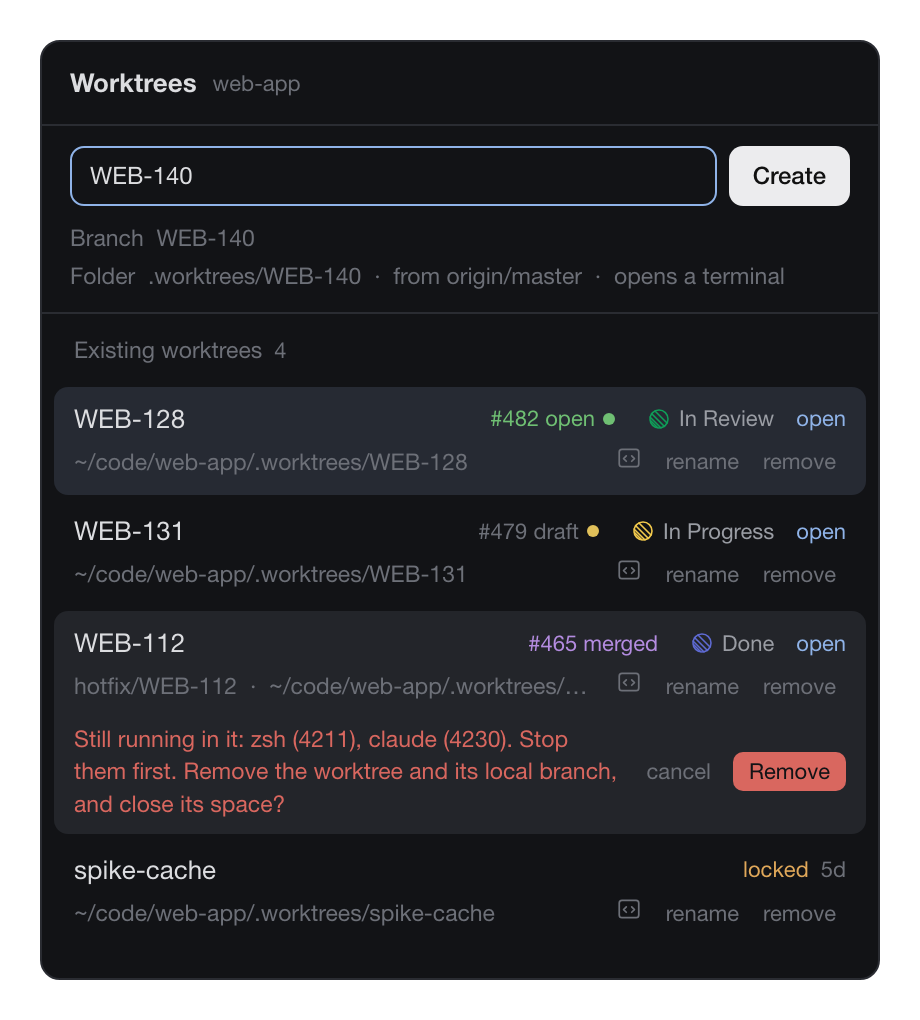 Worktrees web-app
WEB-140 Create
Branch WEB-140
Folder .worktrees/WEB-140 · from origin/master · opens a terminal
Existing worktrees 4
WEB-128 #482 open In Review open
~/code/web-app/.worktrees/WEB-128 rename remove
WEB-131 #479 draft In Progress open
~/code/web-app/.worktrees/WEB-131 rename remove
WEB-112 #465 merged Done open
hotfix/WEB-112 · ~/code/web-app/.worktrees/… rename remove
Still running in it: zsh (4211), claude (4230). Stop
them first. Remove the worktree and its local branch, cancel Remove
and close its space?
spike-cache locked 5d
~/code/web-app/.worktrees/spike-cache rename remove